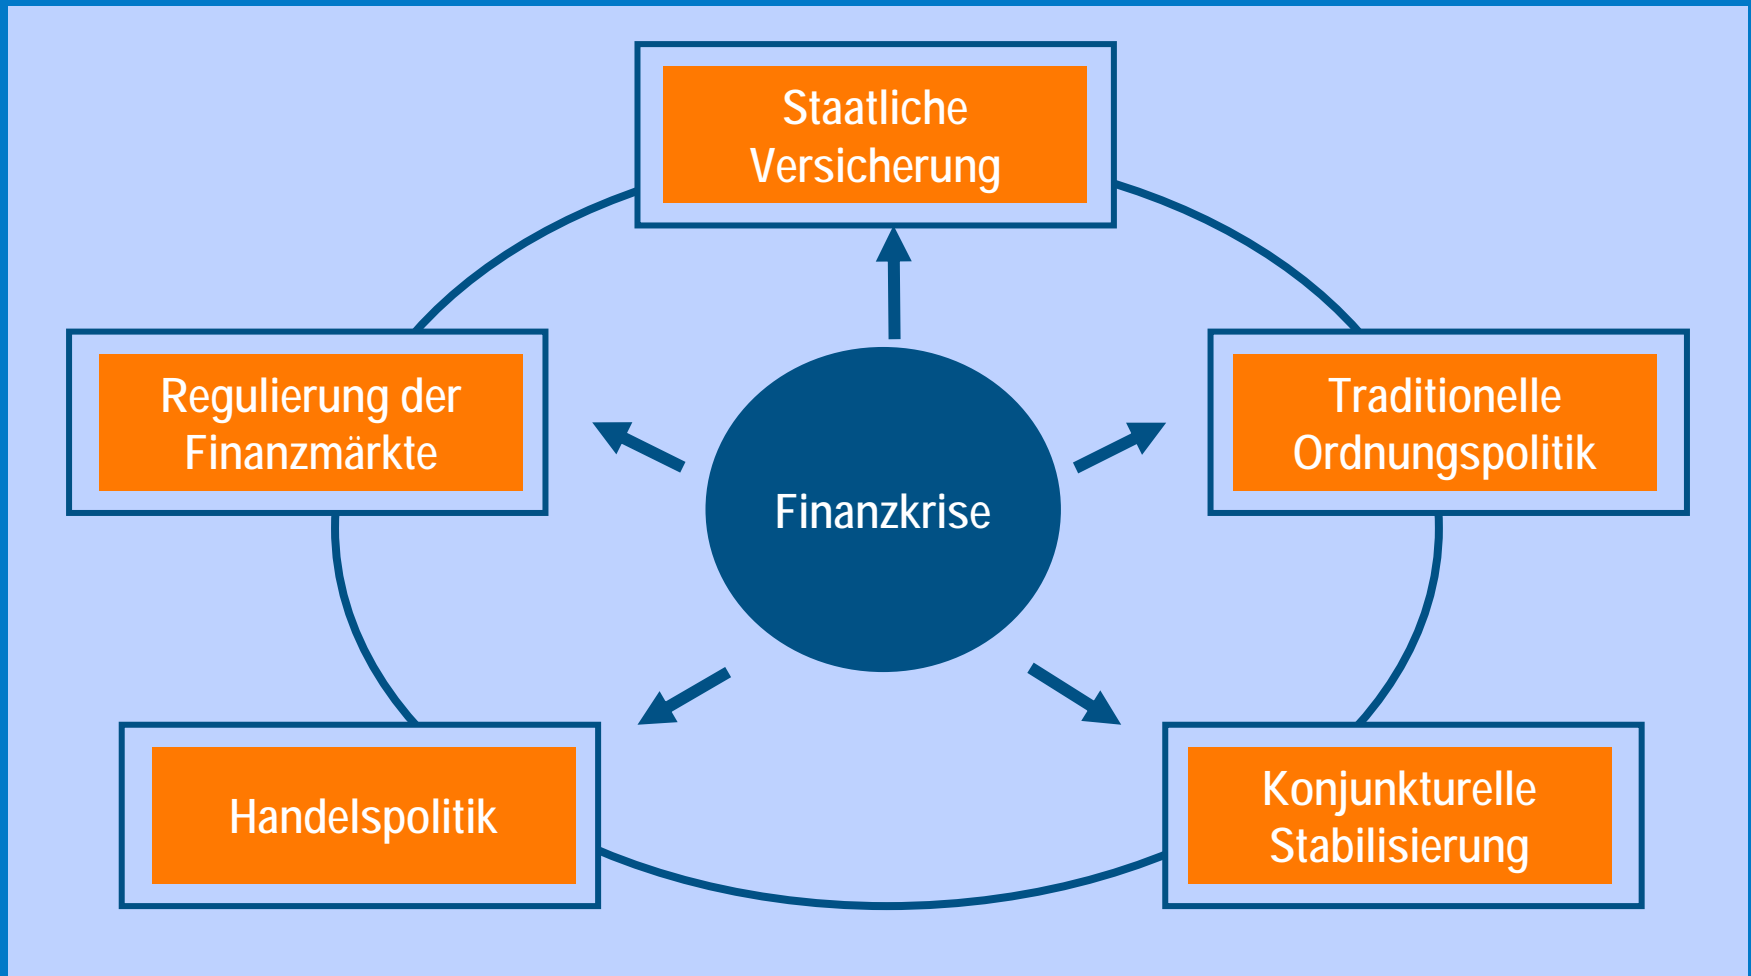 Staatliche
Versicherung
Regulierung der
Finanzmärkte
Traditionelle
Ordnungspolitik
Finanzkrise
Handelspolitik
Konjunkturelle
Stabilisierung